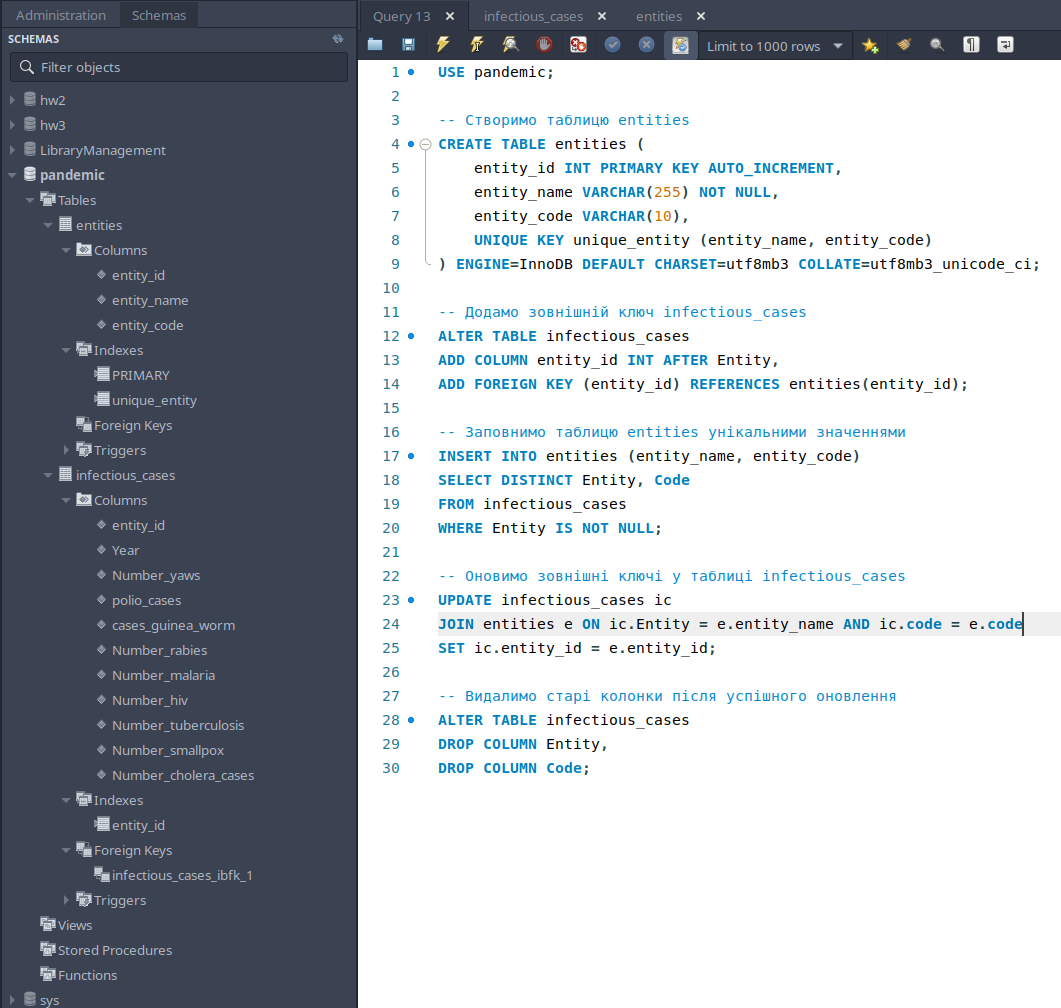 Administration Schemas
SCHEMAS
Filter objects
hw2
hw3
LibraryManagement
pandemic
Tables
entities
Columns
entity_id
entity_name
entity_code
Indexes
PRIMARY
unique_entity
Foreign Keys
Triggers
infectious_cases
Columns
entity_id
Year
Number_yaws
polio_cases
cases_guinea_worm
Number_rabies
Number_malaria
Number_hiv
Number_tuberculosis
Number_smallpox
Number_cholera_cases
Indexes
entity_id
Foreign Keys
infectious_cases_ibfk_1
Triggers
Views
Stored Procedures
Functions
sys
Query 13 infectious_cases entities
Limit to 1000 rows
1 USE pandemic;
2
3 -- Створимо таблицю entities
4 CREATE TABLE entities (
5 entity_id INT PRIMARY KEY AUTO_INCREMENT,
6 entity_name VARCHAR(255) NOT NULL,
7 entity_code VARCHAR(10),
8 UNIQUE KEY unique_entity (entity_name, entity_code)
9 ) ENGINE=InnoDB DEFAULT CHARSET=utf8mb3 COLLATE=utf8mb3_unicode_ci;
10
11 -- Додамо зовнішній ключ infectious_cases
12 ALTER TABLE infectious_cases
13 ADD COLUMN entity_id INT AFTER Entity,
14 ADD FOREIGN KEY (entity_id) REFERENCES entities(entity_id);
15
16 -- Заповнимо таблицю entities унікальними значеннями
17 INSERT INTO entities (entity_name, entity_code)
18 SELECT DISTINCT Entity, Code
19 FROM infectious_cases
20 WHERE Entity IS NOT NULL;
21
22 -- Оновимо зовнішні ключі у таблиці infectious_cases
23 UPDATE infectious_cases ic
24 JOIN entities e ON ic.Entity = e.entity_name AND ic.code = e.code
25 SET ic.entity_id = e.entity_id;
26
27 -- Видалимо старі колонки після успішного оновлення
28 ALTER TABLE infectious_cases
29 DROP COLUMN Entity,
30 DROP COLUMN Code;